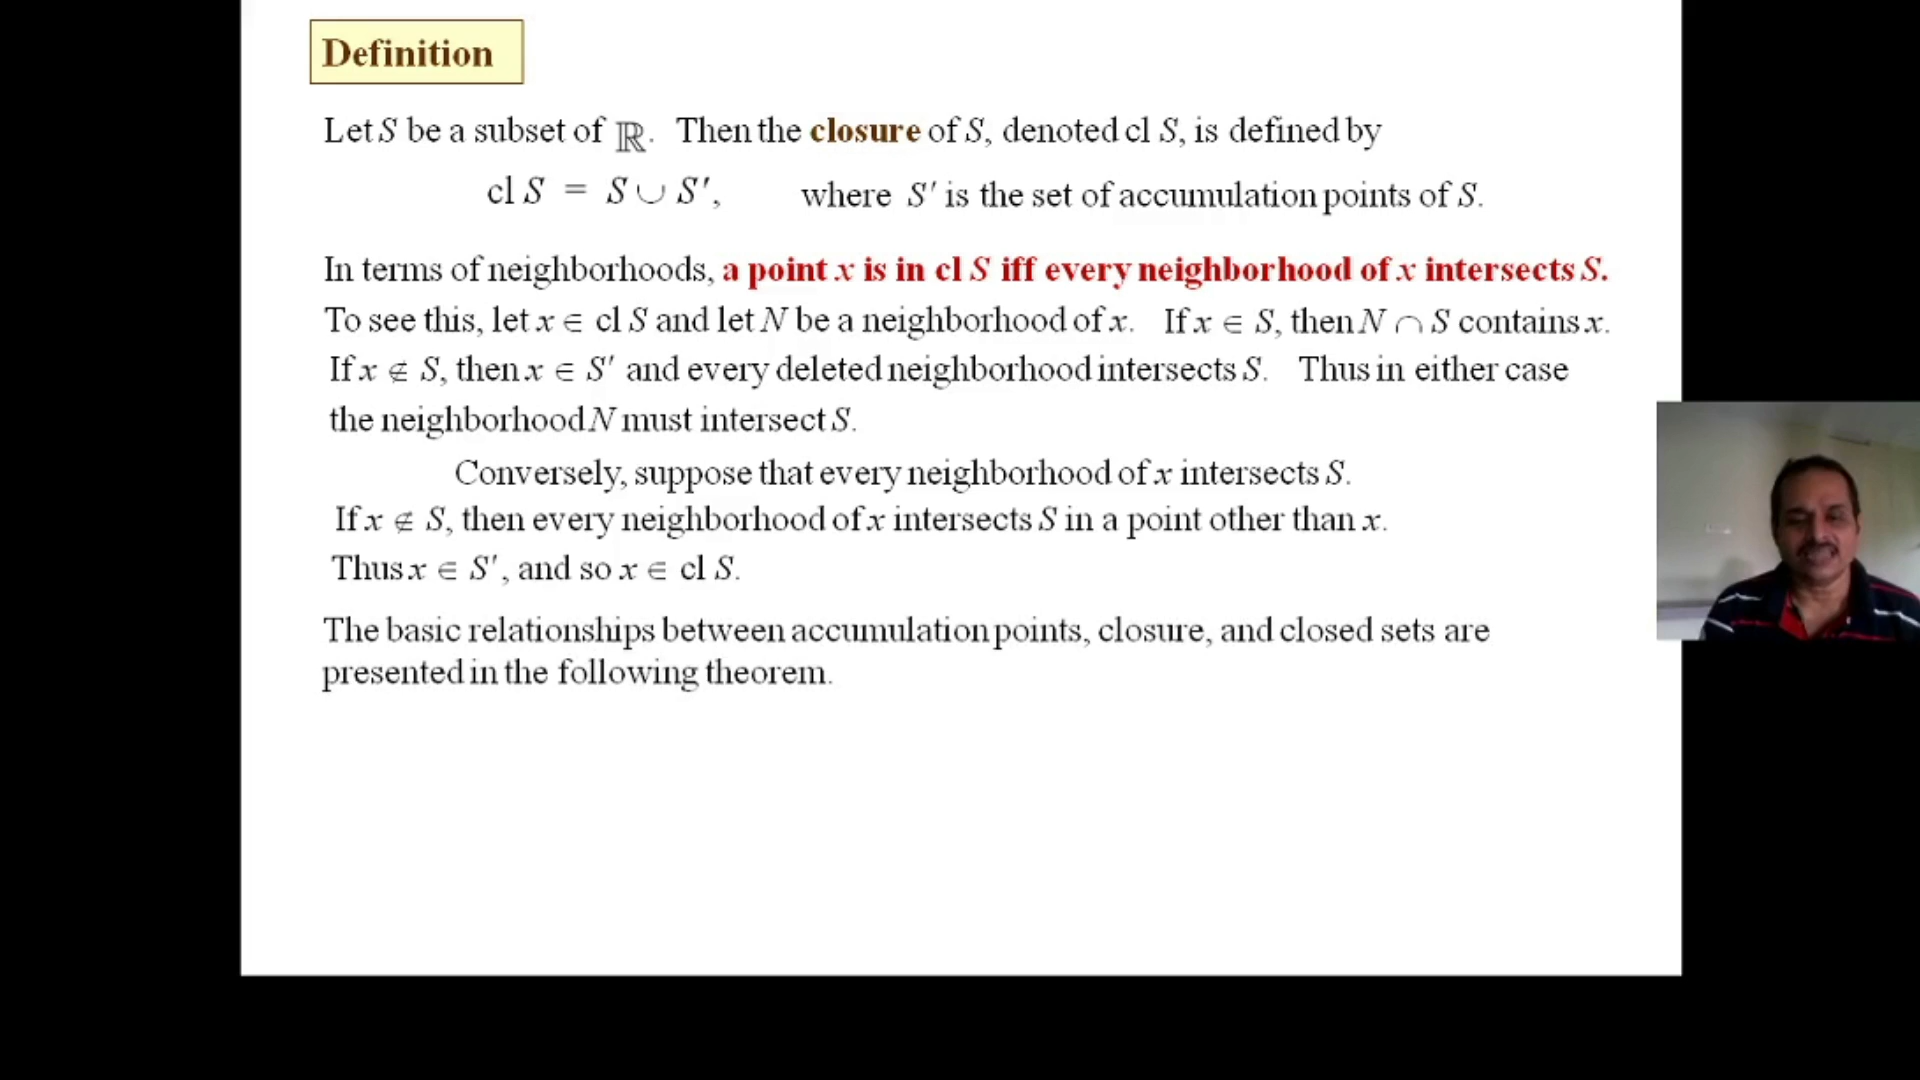 Definition
Let S be a subset of ℝ. Then the closure of S, denoted cl S, is defined by
cl S = S ∪ S′, where S′ is the set of accumulation points of S.
In terms of neighborhoods, a point x is in cl S iff every neighborhood of x intersects S.
To see this, let x ∈ cl S and let N be a neighborhood of x. If x ∈ S, then N ∩ S contains x.
If x ∉ S, then x ∈ S′ and every deleted neighborhood intersects S. Thus in either case
the neighborhood N must intersect S.
Conversely, suppose that every neighborhood of x intersects S.
If x ∉ S, then every neighborhood of x intersects S in a point other than x.
Thus x ∈ S′, and so x ∈ cl S.
The basic relationships between accumulation points, closure, and closed sets are
presented in the following theorem.